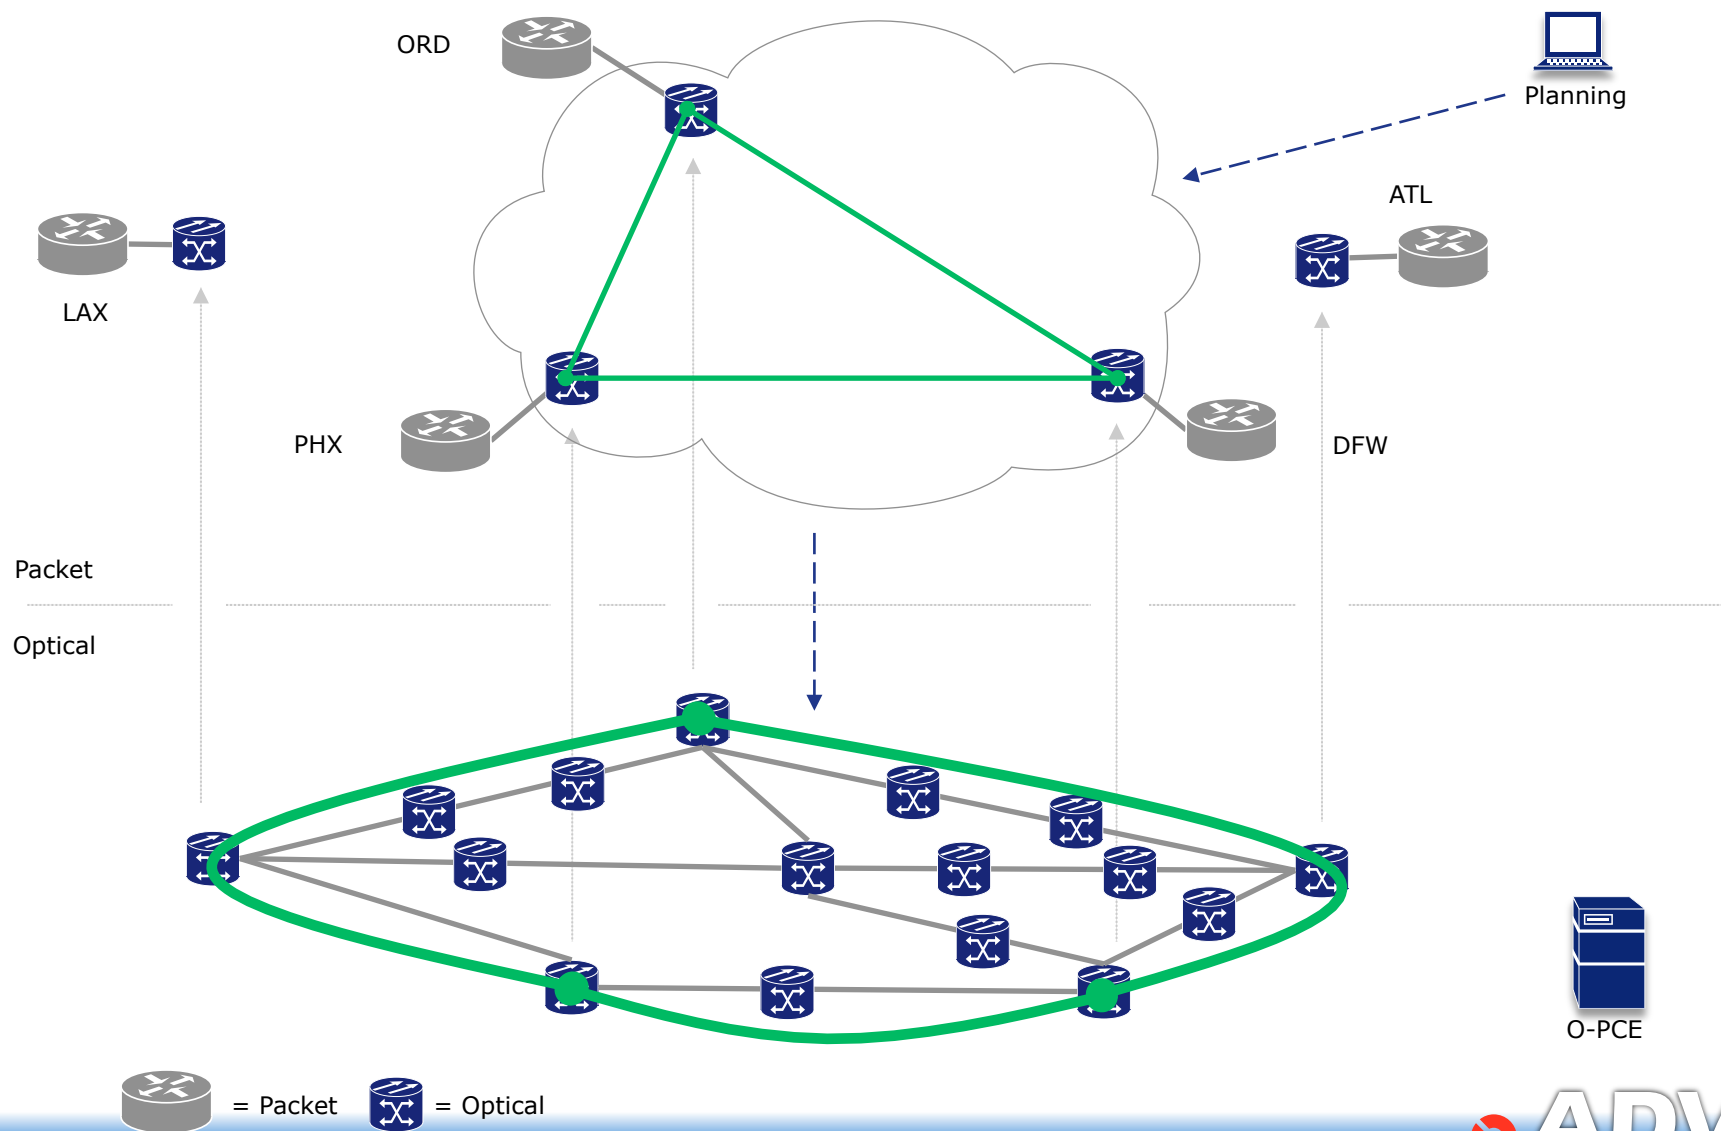 ORD
Planning
ATL
LAX
PHX
DFW
Packet
Optical
O-PCE
= Packet
= Optical